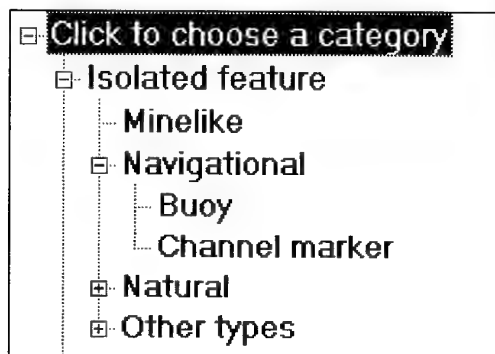 Click to choose a category
Isolated feature
Minelike
Navigational
Buoy
Channel marker
Natural
Other types